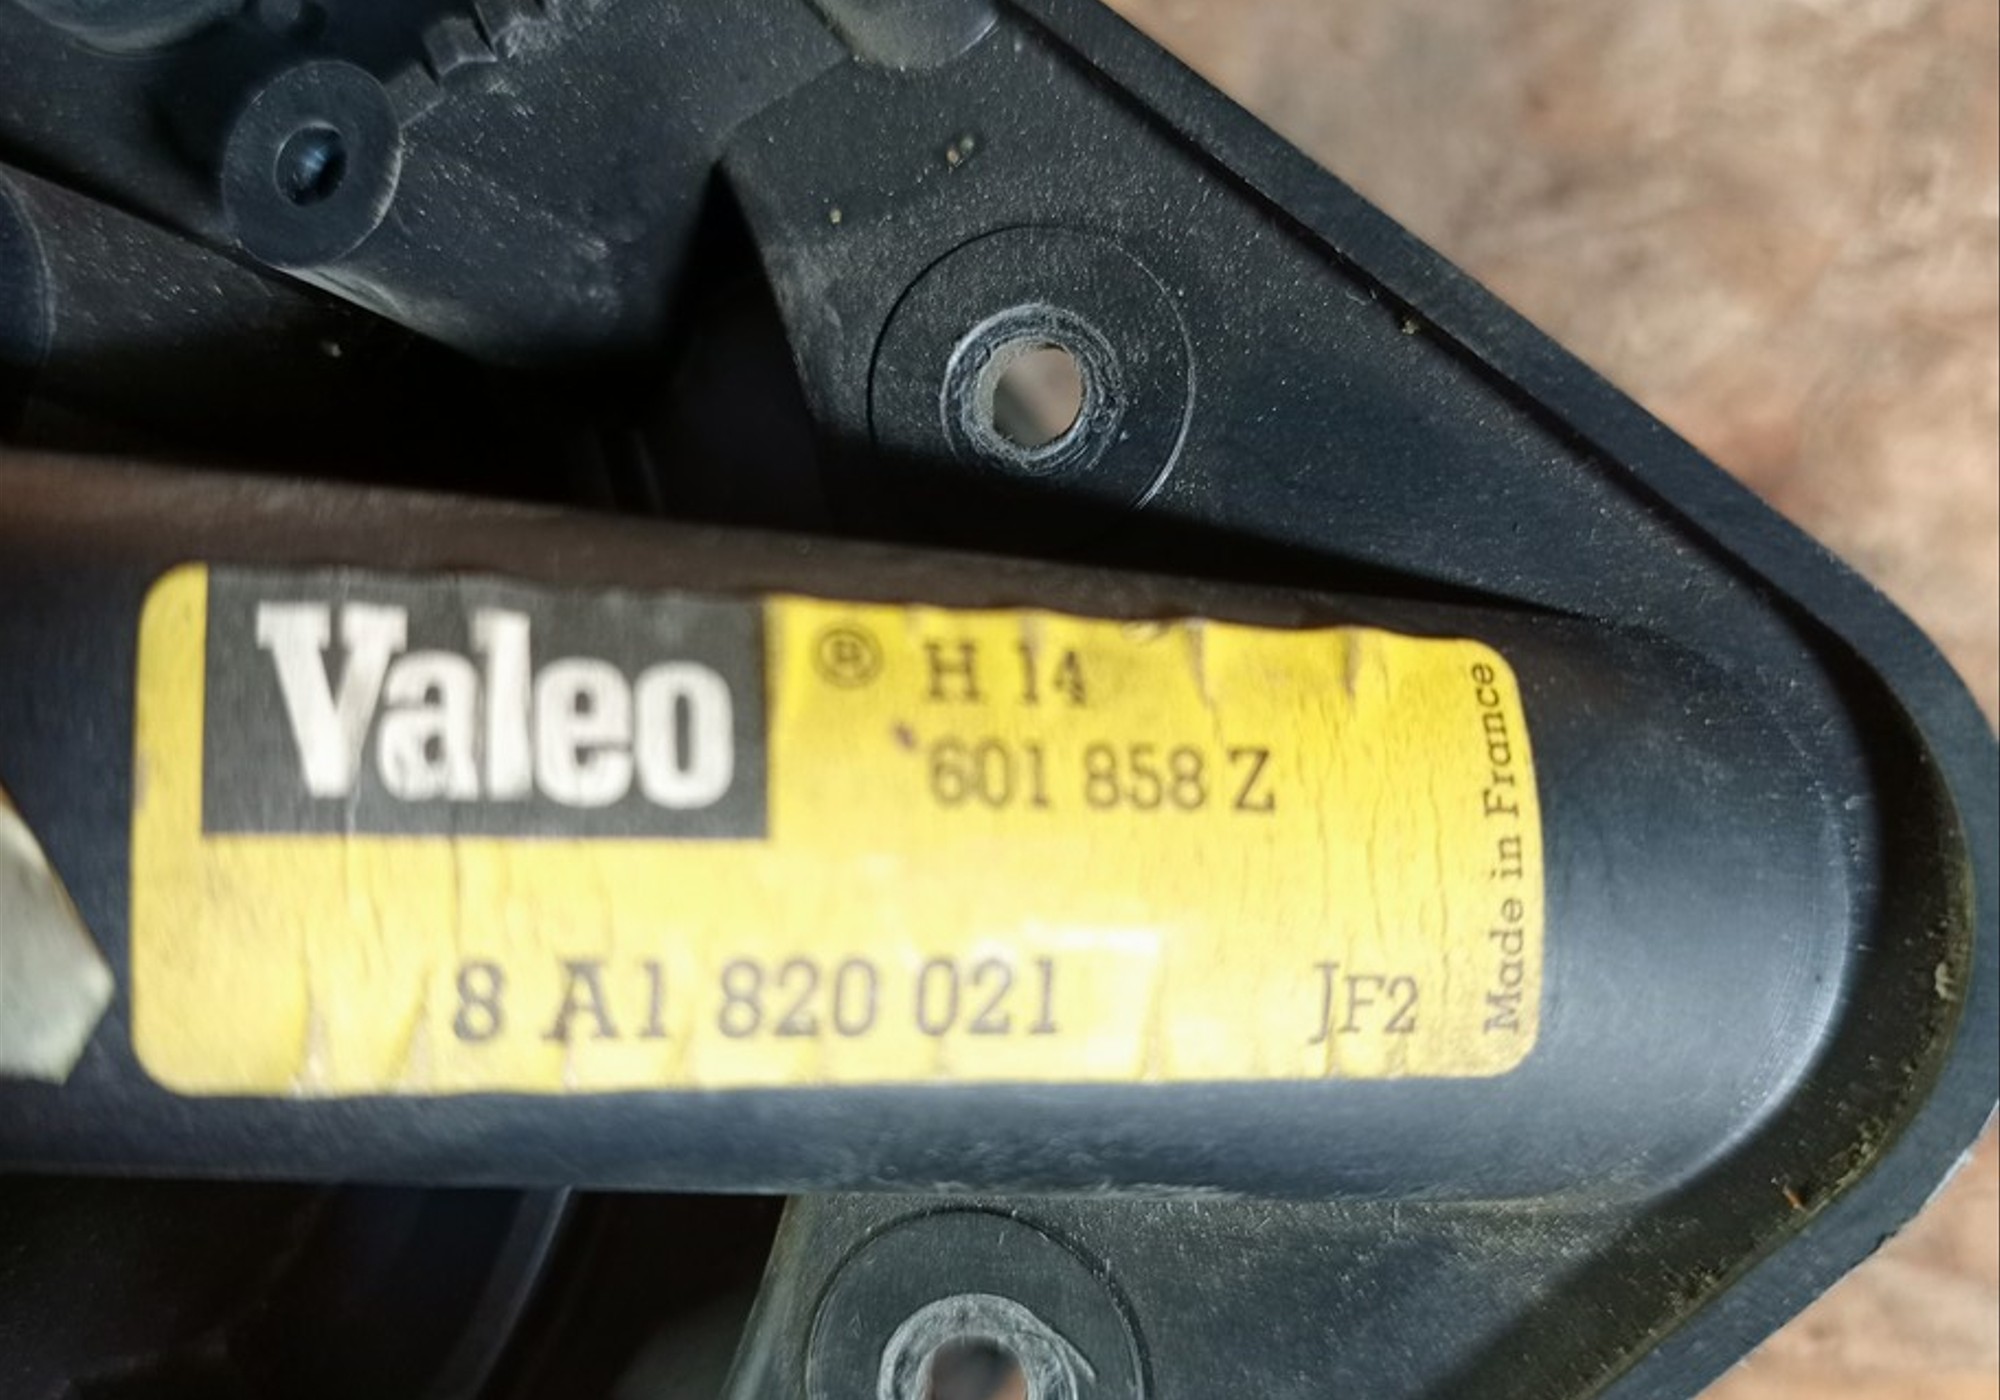 Valeo ® H 14
601 858 Z
8 A1 820 021 JF2
Made in France